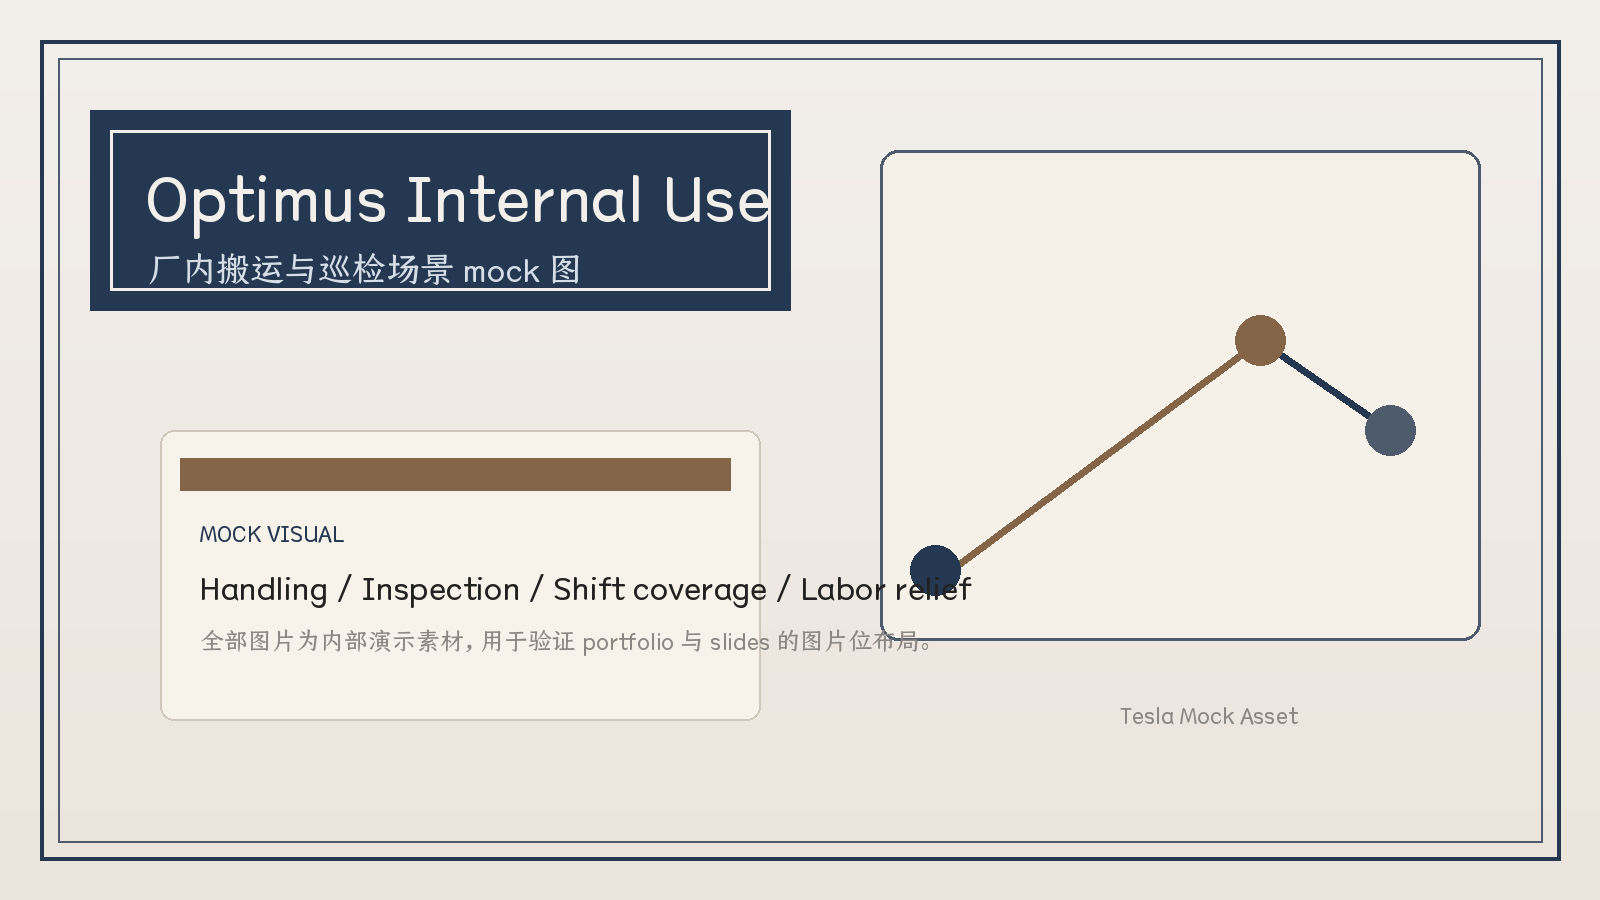 Optimus Internal Use
厂内搬运与巡检场景 mock 图
MOCK VISUAL
Handling / Inspection / Shift coverage / Labor relief
全部图片为内部演示素材，用于验证 portfolio 与 slides 的图片位布局。
Tesla Mock Asset